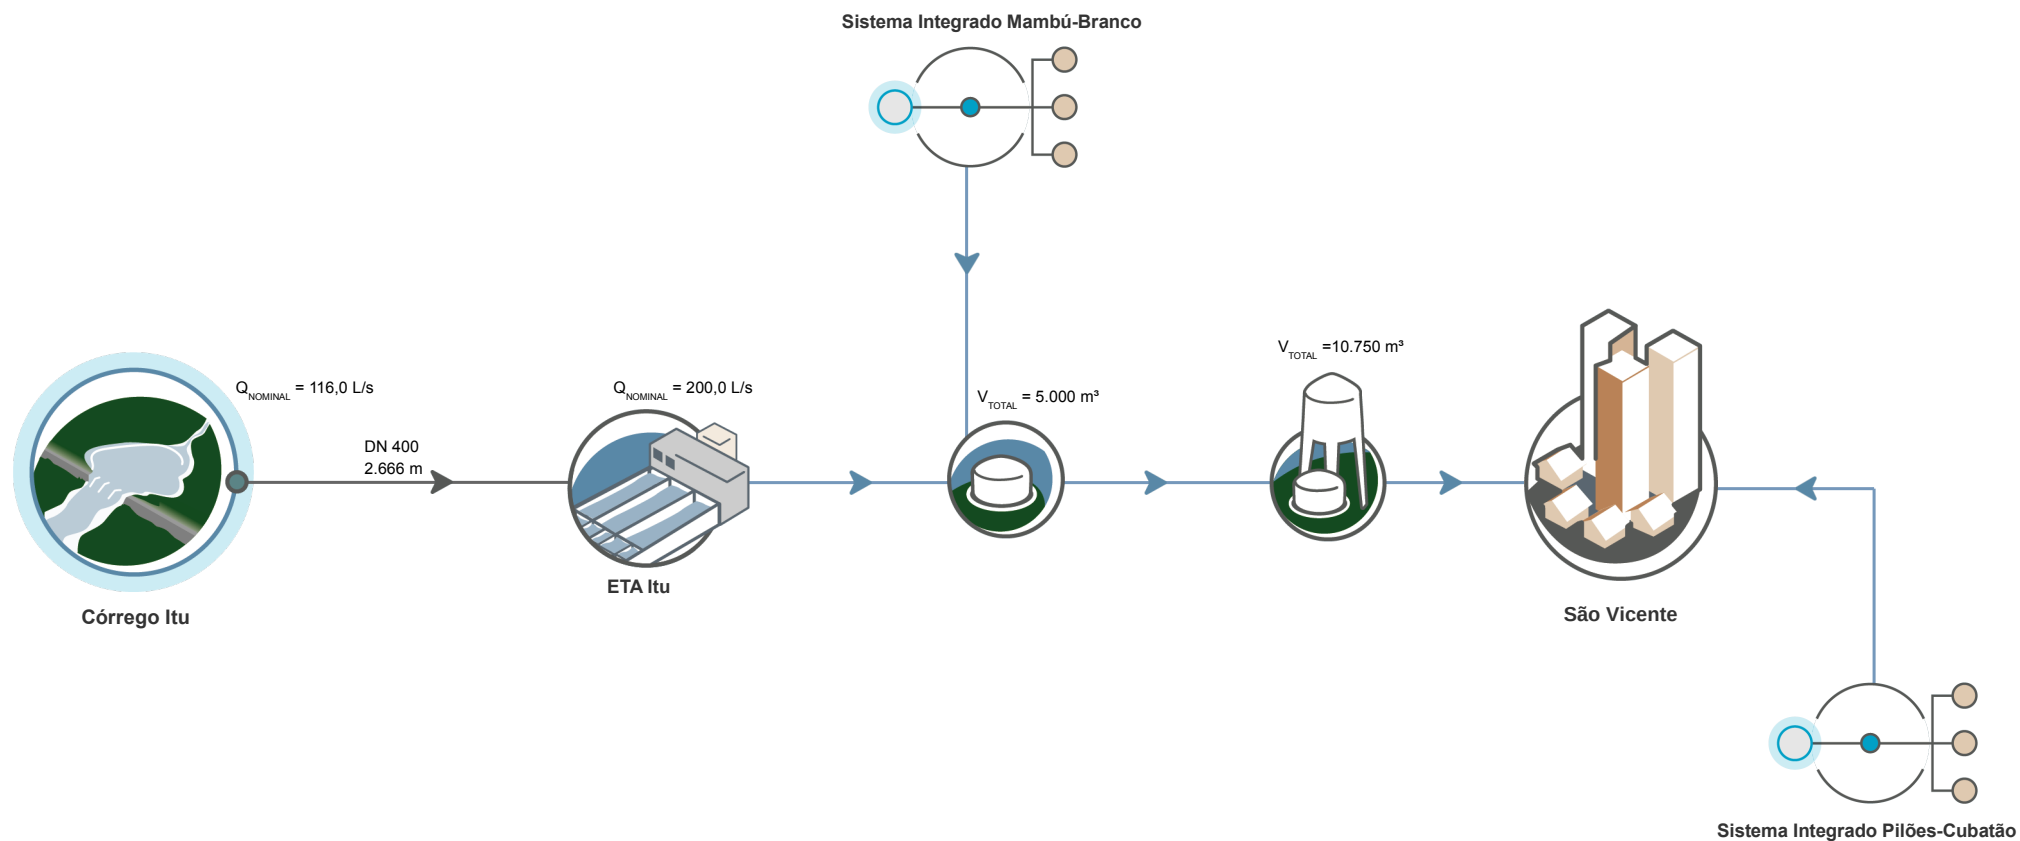 Sistema Integrado Mambú-Branco
V TOTAL =10.750 m³
Q NOMINAL = 116,0 L/s
Q NOMINAL = 200,0 L/s
V TOTAL = 5.000 m³
DN 400
2.666 m
ETA Itu
Córrego Itu
São Vicente
Sistema Integrado Pilões-Cubatão